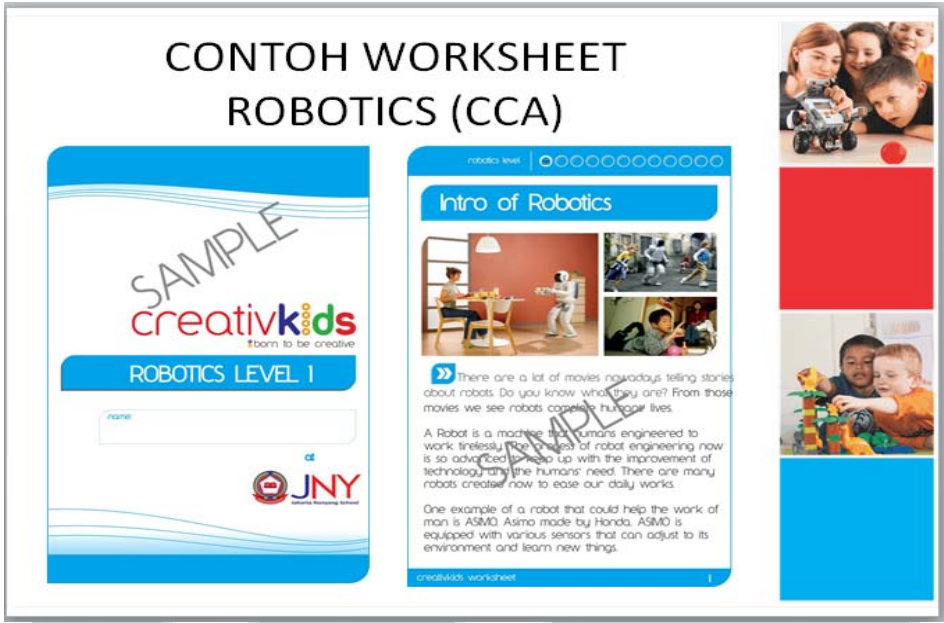 CONTOH WORKSHEET
ROBOTICS (CCA)
SAMPLE
creativkids
born to be creative
ROBOTICS LEVEL 1
name:
at
JNY
Jakarta Nanyang School
robotics level
Intro of Robotics
There are a lot of movies nowadays telling stories
about robots. Do you know what they are? From those
movies we see robots complete humans lives.
A Robot is a machine that humans engineered to
work tirelessly. The process of robot engineering now
is so advanced to keep up with the improvement of
technology and the humans' need. There are many
robots created now to ease our daily works.
SAMPLE
One example of a robot that could help the work of
man is ASIMO. Asimo made by Honda. ASIMO is
equipped with various sensors that can adjust to its
environment and learn new things.
creativkids worksheet
1